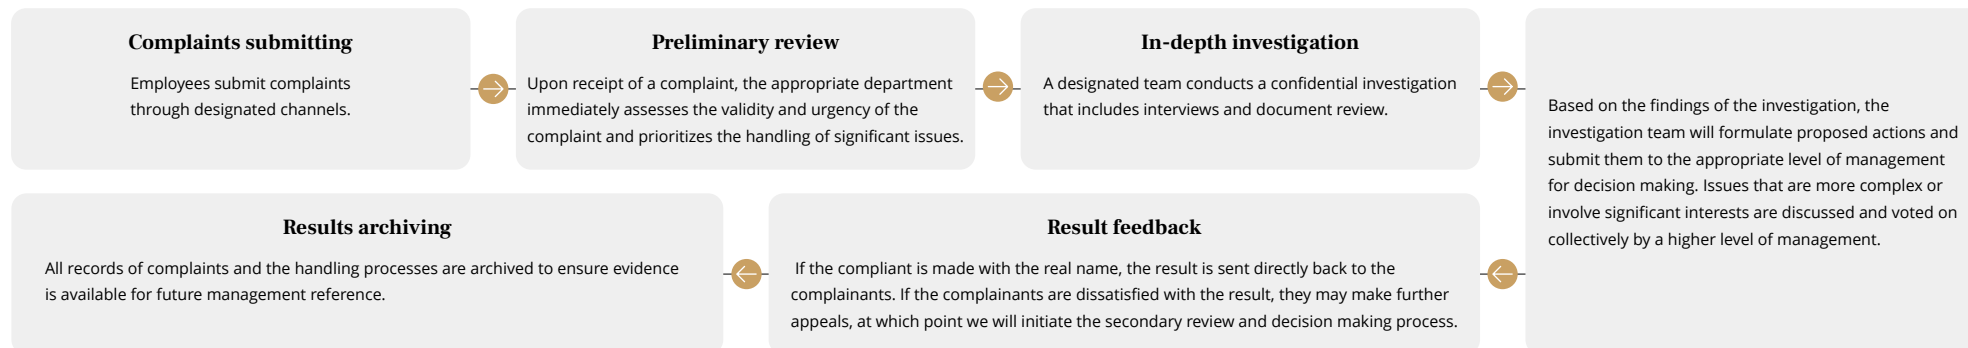 Complaints submitting
Employees submit complaints
through designated channels.
Preliminary review
Upon receipt of a complaint, the appropriate department
immediately assesses the validity and urgency of the
complaint and prioritizes the handling of significant issues.
In-depth investigation
A designated team conducts a confidential investigation
that includes interviews and document review.
Based on the findings of the investigation, the
investigation team will formulate proposed actions and
submit them to the appropriate level of management
for decision making. Issues that are more complex or
involve significant interests are discussed and voted on
collectively by a higher level of management.
Result feedback
If the compliant is made with the real name, the result is sent directly back to the
complainants. If the complainants are dissatisfied with the result, they may make further
appeals, at which point we will initiate the secondary review and decision making process.
Results archiving
All records of complaints and the handling processes are archived to ensure evidence
is available for future management reference.